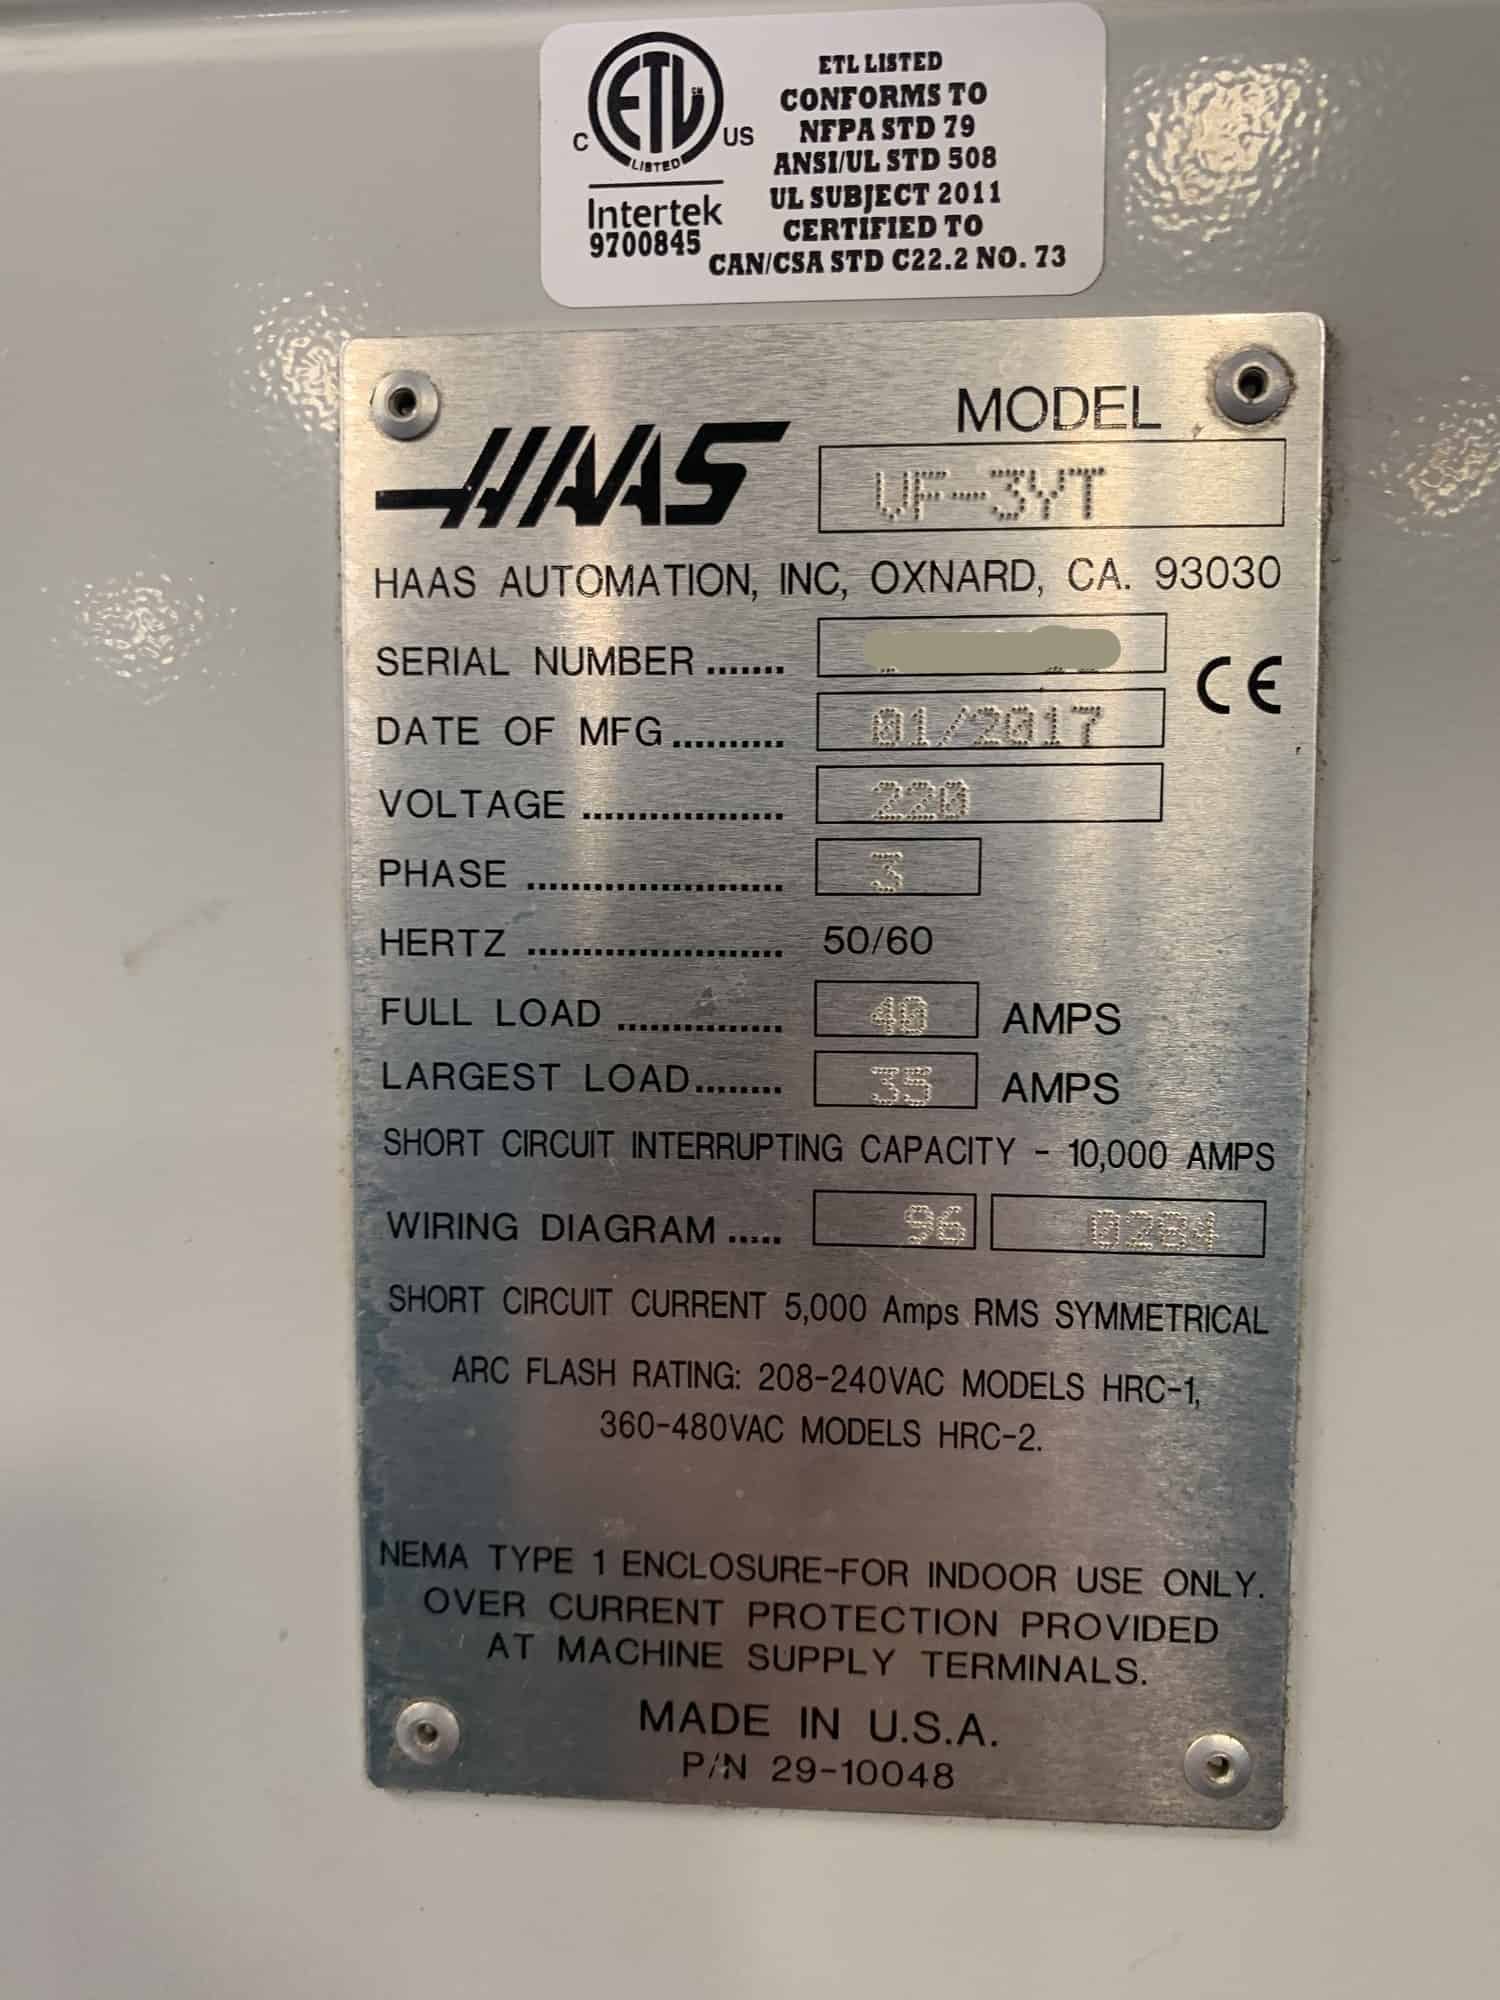 C ETL CM US
LISTED
Intertek
9700845
ETL LISTED
CONFORMS TO
NFPA STD 79
ANSI/UL STD 508
UL SUBJECT 2011
CERTIFIED TO
CAN/CSA STD C22.2 NO. 73
HAAS
MODEL
VF-3YT
HAAS AUTOMATION, INC, OXNARD, CA. 93030
SERIAL NUMBER .......
CE
DATE OF MFG .......... 01/2017
VOLTAGE .................. 220
PHASE ....................... 3
HERTZ ....................... 50/60
FULL LOAD ............... 40 AMPS
LARGEST LOAD........ 35 AMPS
SHORT CIRCUIT INTERRUPTING CAPACITY - 10,000 AMPS
WIRING DIAGRAM ..... 96 0284
SHORT CIRCUIT CURRENT 5,000 Amps RMS SYMMETRICAL
ARC FLASH RATING: 208-240VAC MODELS HRC-1,
360-480VAC MODELS HRC-2.
NEMA TYPE 1 ENCLOSURE-FOR INDOOR USE ONLY.
OVER CURRENT PROTECTION PROVIDED
AT MACHINE SUPPLY TERMINALS.
MADE IN U.S.A.
P/N 29-10048